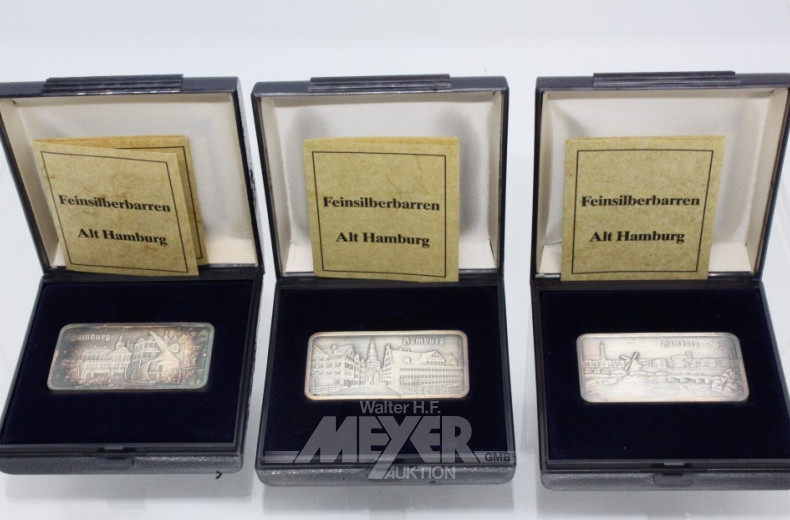 Feinsilberbarren
Alt Hamburg
Feinsilberbarren
Alt Hamburg
Feinsilberbarren
Alt Hamburg
Hamburg
Hamburg
Hamburg
Walter H.F.
MEYER
GMBH
AUKTION